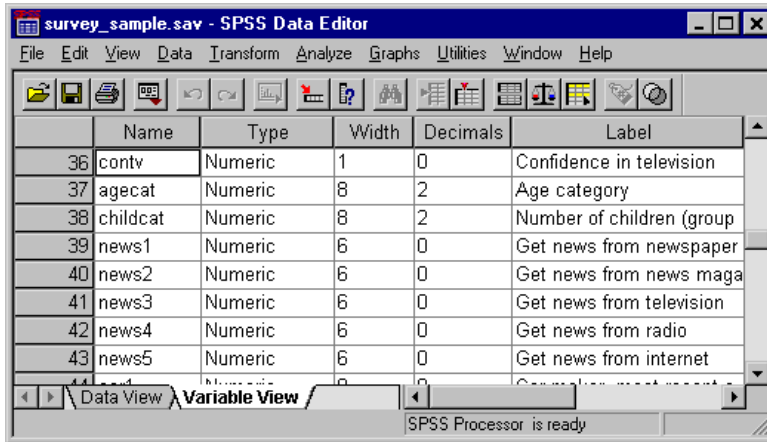 survey_sample.sav - SPSS Data Editor
File Edit View Data Transform Analyze Graphs Utilities Window Help
Name Type Width Decimals Label
36 contv Numeric 1 0 Confidence in television
37 agecat Numeric 8 2 Age category
38 childcat Numeric 8 2 Number of children (group
39 news1 Numeric 6 0 Get news from newspaper
40 news2 Numeric 6 0 Get news from news maga
41 news3 Numeric 6 0 Get news from television
42 news4 Numeric 6 0 Get news from radio
43 news5 Numeric 6 0 Get news from internet
Data View Variable View
SPSS Processor is ready